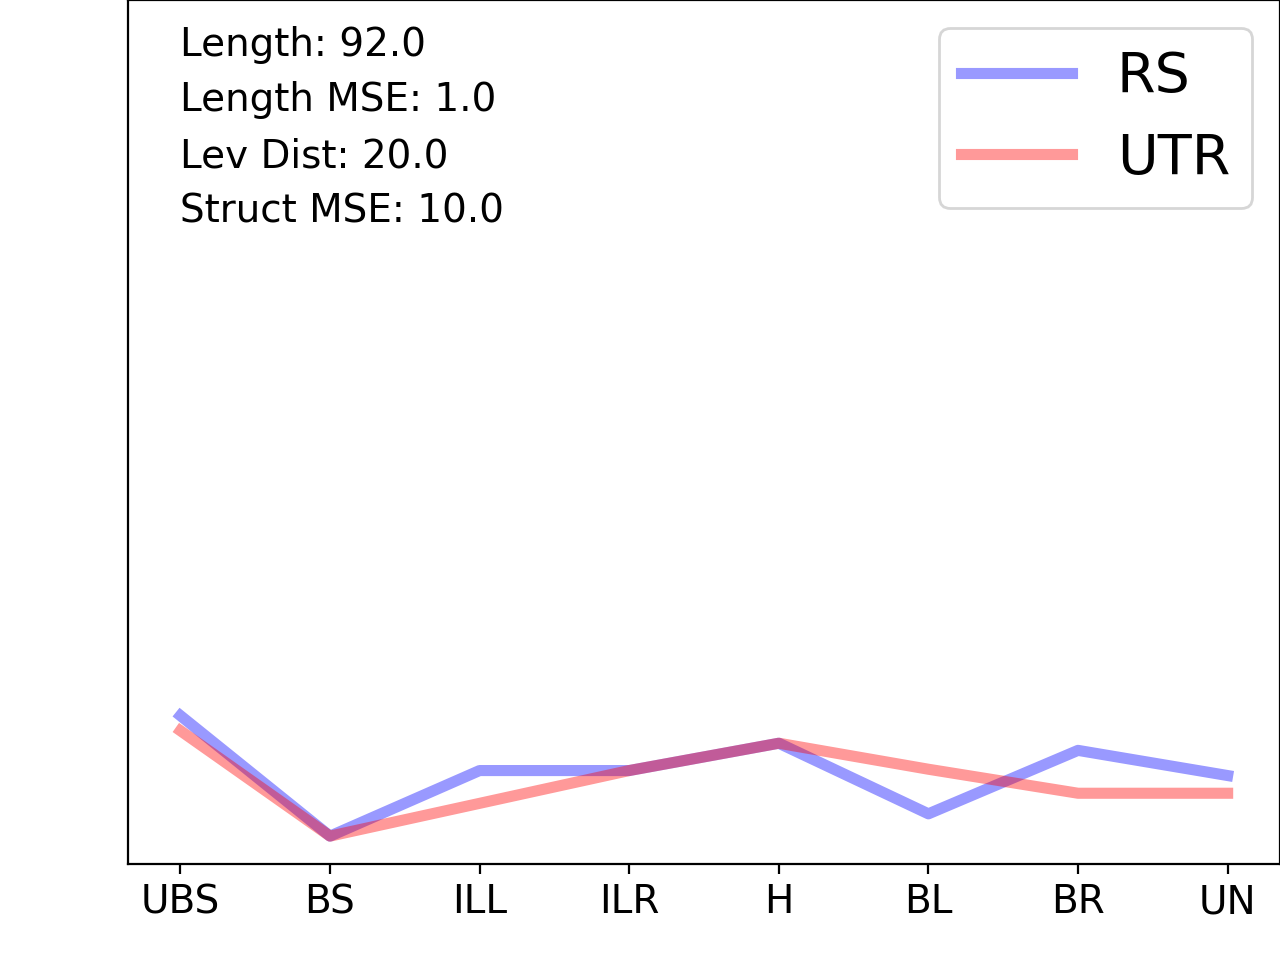 Length: 92.0
Length MSE: 1.0
Lev Dist: 20.0
Struct MSE: 10.0
RS
UTR
UBS BS ILL ILR H BL BR UN